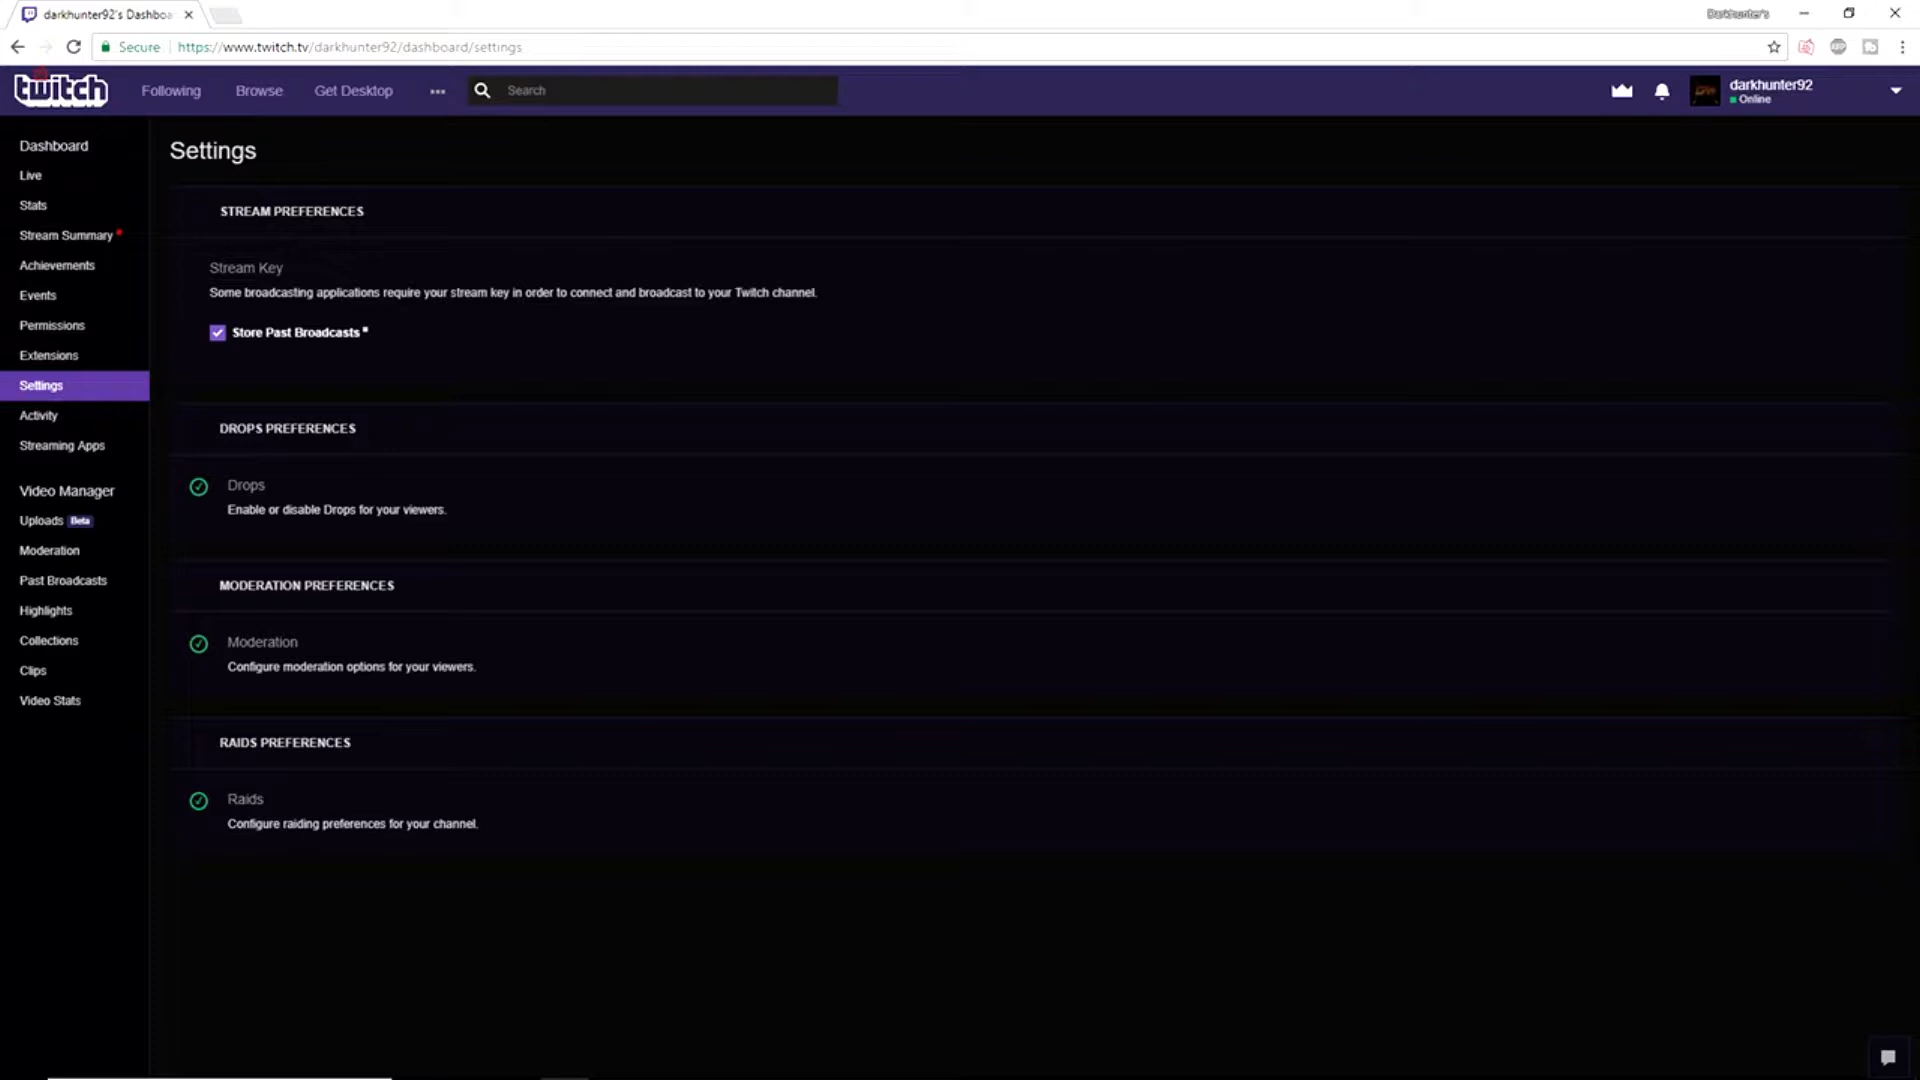 darkhunter92's Dashboa
Darkhunter's
Secure
https://www.twitch.tv/darkhunter92/dashboard/settings
twitch
Following
Browse
Get Desktop
Search
darkhunter92
Online
Dashboard
Live
Stats
Stream Summary
Achievements
Events
Permissions
Extensions
Settings
Activity
Streaming Apps
Video Manager
Uploads Beta
Moderation
Past Broadcasts
Highlights
Collections
Clips
Video Stats
Settings
STREAM PREFERENCES
Stream Key
Some broadcasting applications require your stream key in order to connect and broadcast to your Twitch channel.
Store Past Broadcasts
DROPS PREFERENCES
Drops
Enable or disable Drops for your viewers.
MODERATION PREFERENCES
Moderation
Configure moderation options for your viewers.
RAIDS PREFERENCES
Raids
Configure raiding preferences for your channel.